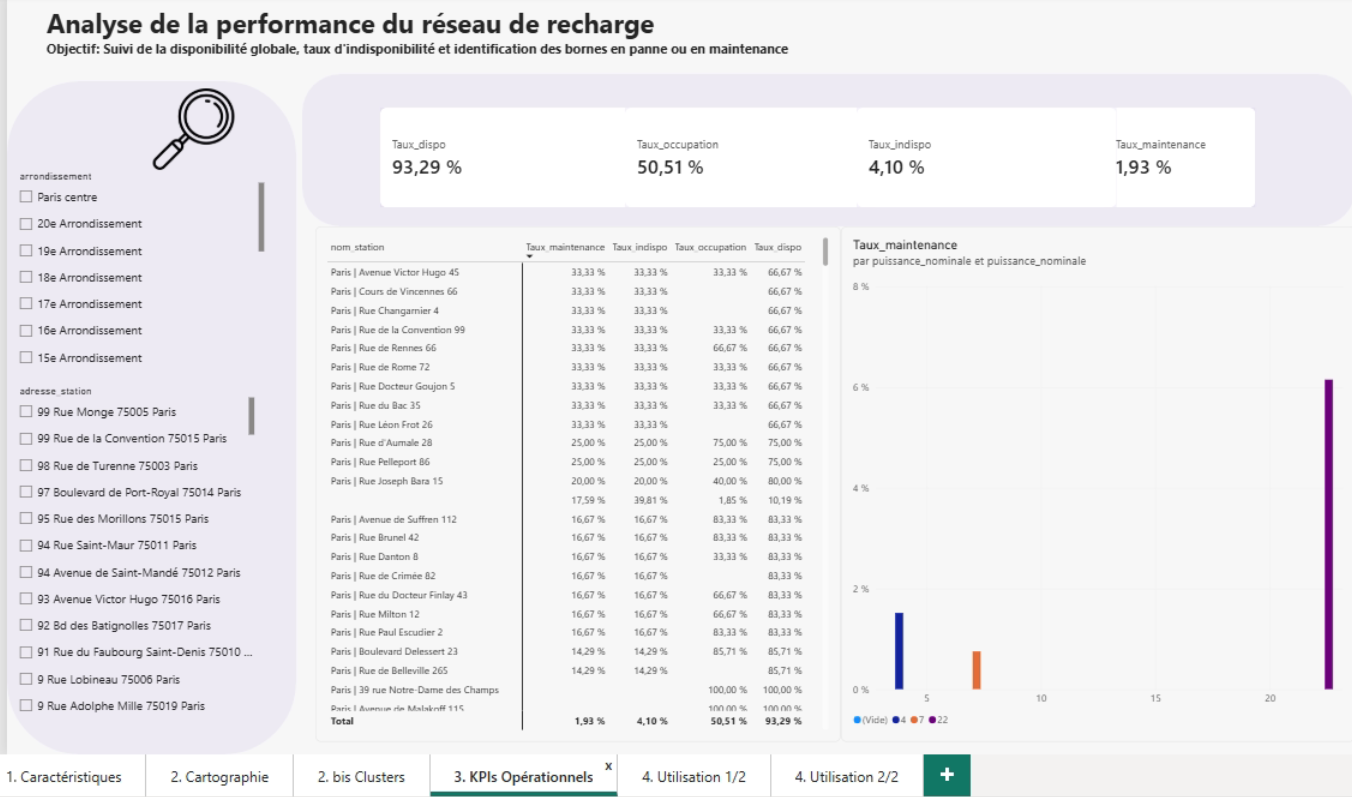 Analyse de la performance du réseau de recharge
Objectif: Suivi de la disponibilité globale, taux d'indisponibilité et identification des bornes en panne ou en maintenance
arrondissement
Paris centre
20e Arrondissement
19e Arrondissement
18e Arrondissement
17e Arrondissement
16e Arrondissement
15e Arrondissement
adresse_station
99 Rue Monge 75005 Paris
99 Rue de la Convention 75015 Paris
98 Rue de Turenne 75003 Paris
97 Boulevard de Port-Royal 75014 Paris
95 Rue des Morillons 75015 Paris
94 Rue Saint-Maur 75011 Paris
94 Avenue de Saint-Mandé 75012 Paris
93 Avenue Victor Hugo 75016 Paris
92 Bd des Batignolles 75017 Paris
91 Rue du Faubourg Saint-Denis 75010 ...
9 Rue Lobineau 75006 Paris
9 Rue Adolphe Mille 75019 Paris
Taux_dispo Taux_occupation Taux_indispo Taux_maintenance
93,29 % 50,51 % 4,10 % 1,93 %
nom_station Taux_maintenance Taux_indispo Taux_occupation Taux_dispo
Paris | Avenue Victor Hugo 45 33,33 % 33,33 % 33,33 % 66,67 %
Paris | Cours de Vincennes 66 33,33 % 33,33 % 66,67 %
Paris | Rue Changarnier 4 33,33 % 33,33 % 66,67 %
Paris | Rue de la Convention 99 33,33 % 33,33 % 33,33 % 66,67 %
Paris | Rue de Rennes 66 33,33 % 33,33 % 66,67 % 66,67 %
Paris | Rue de Rome 72 33,33 % 33,33 % 33,33 % 66,67 %
Paris | Rue Docteur Goujon 5 33,33 % 33,33 % 33,33 % 66,67 %
Paris | Rue du Bac 35 33,33 % 33,33 % 33,33 % 66,67 %
Paris | Rue Léon Frot 26 33,33 % 33,33 % 66,67 %
Paris | Rue d'Aumale 28 25,00 % 25,00 % 75,00 % 75,00 %
Paris | Rue Pelleport 86 25,00 % 25,00 % 25,00 % 75,00 %
Paris | Rue Joseph Bara 15 20,00 % 20,00 % 40,00 % 80,00 %
17,59 % 39,81 % 1,85 % 10,19 %
Paris | Avenue de Suffren 112 16,67 % 16,67 % 83,33 % 83,33 %
Paris | Rue Brunel 42 16,67 % 16,67 % 83,33 % 83,33 %
Paris | Rue Danton 8 16,67 % 16,67 % 33,33 % 83,33 %
Paris | Rue de Crimée 82 16,67 % 16,67 % 83,33 %
Paris | Rue du Docteur Finlay 43 16,67 % 16,67 % 66,67 % 83,33 %
Paris | Rue Milton 12 16,67 % 16,67 % 66,67 % 83,33 %
Paris | Rue Paul Escudier 2 16,67 % 16,67 % 83,33 % 83,33 %
Paris | Boulevard Delessert 23 14,29 % 14,29 % 85,71 % 85,71 %
Paris | Rue de Belleville 265 14,29 % 14,29 % 85,71 %
Paris | 39 rue Notre-Dame des Champs 100,00 % 100,00 %
Paris | Avenue de Malakoff 115 100,00 % 100,00 %
Total 1,93 % 4,10 % 50,51 % 93,29 %
Taux_maintenance
par puissance_nominale et puissance_nominale
8 %
6 %
4 %
2 %
0 %
5 10 15 20
(Vide) 4 7 22
1. Caractéristiques 2. Cartographie 2. bis Clusters 3. KPIs Opérationnels x 4. Utilisation 1/2 4. Utilisation 2/2 +